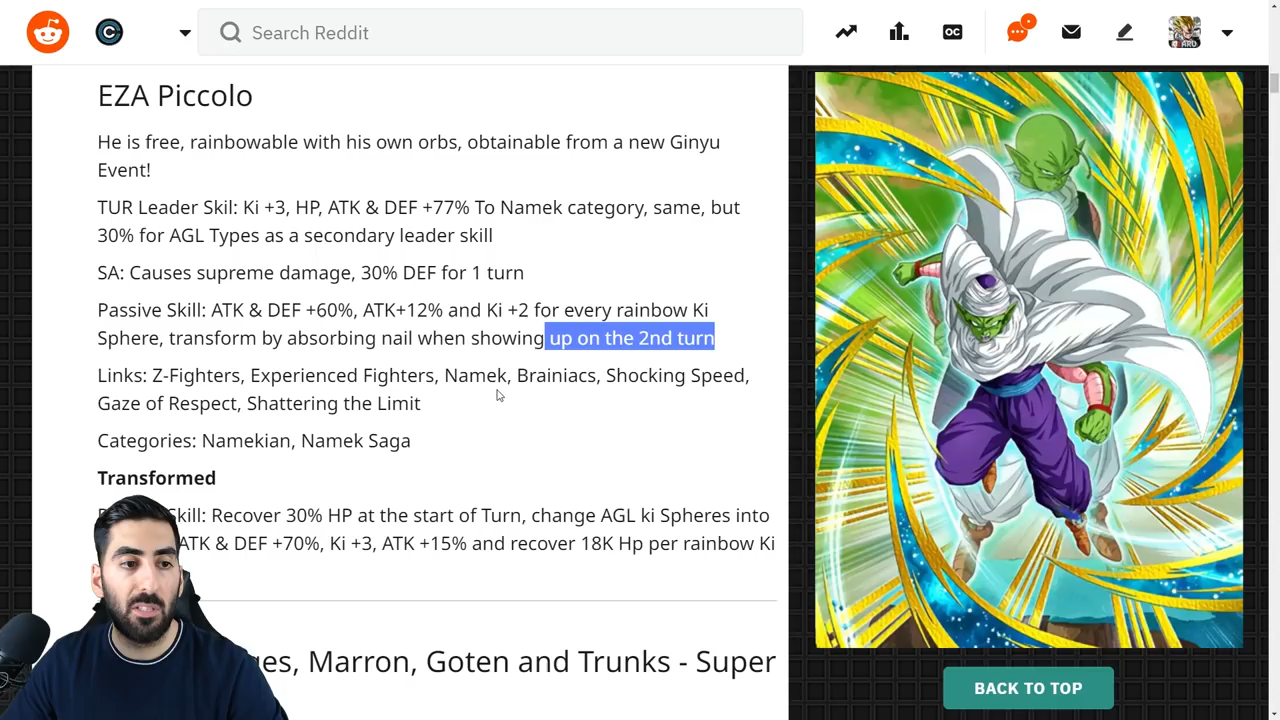 Search Reddit
EZA Piccolo
He is free, rainbowable with his own orbs, obtainable from a new Ginyu
Event!
TUR Leader Skil: Ki +3, HP, ATK & DEF +77% To Namek category, same, but
30% for AGL Types as a secondary leader skill
SA: Causes supreme damage, 30% DEF for 1 turn
Passive Skill: ATK & DEF +60%, ATK+12% and Ki +2 for every rainbow Ki
Sphere, transform by absorbing nail when showing up on the 2nd turn
Links: Z-Fighters, Experienced Fighters, Namek, Brainiacs, Shocking Speed,
Gaze of Respect, Shattering the Limit
Categories: Namekian, Namek Saga
Transformed
Skill: Recover 30% HP at the start of Turn, change AGL ki Spheres into
ATK & DEF +70%, Ki +3, ATK +15% and recover 18K Hp per rainbow Ki
Marron, Goten and Trunks - Super
BACK TO TOP